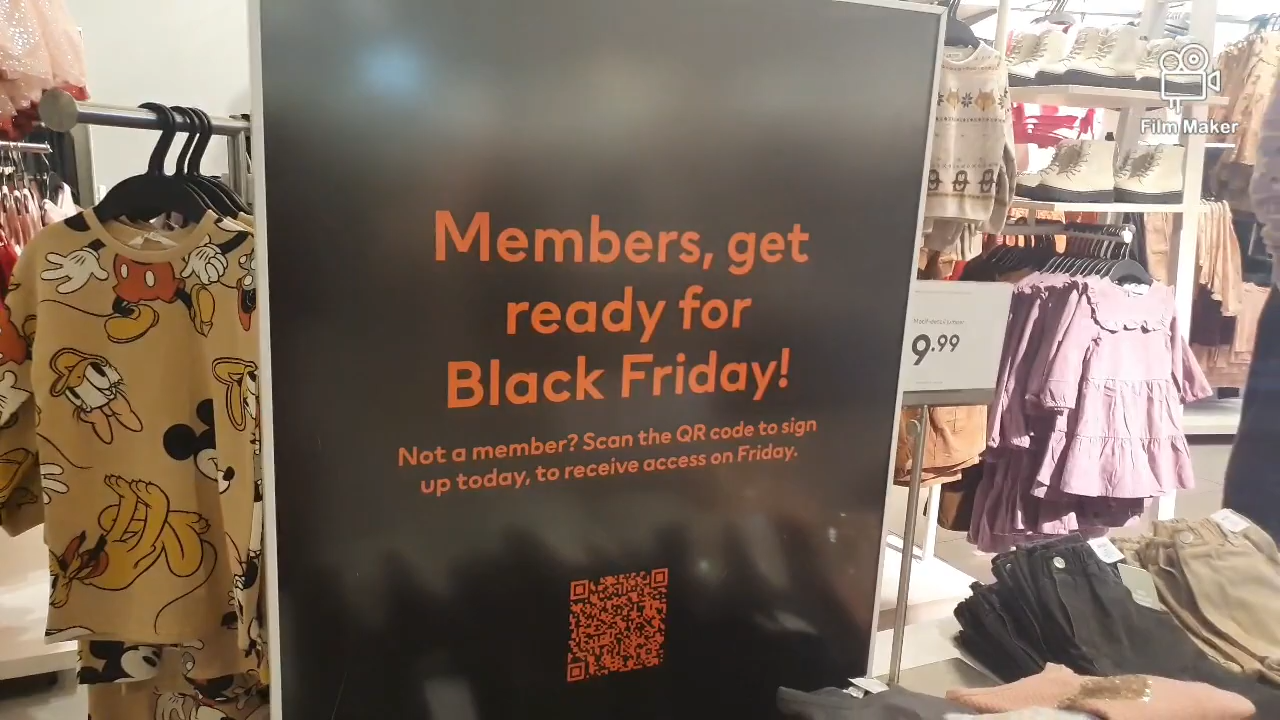 Members, get
ready for
Black Friday!
Not a member? Scan the QR code to sign
up today, to receive access on Friday.
9.99
Film Maker